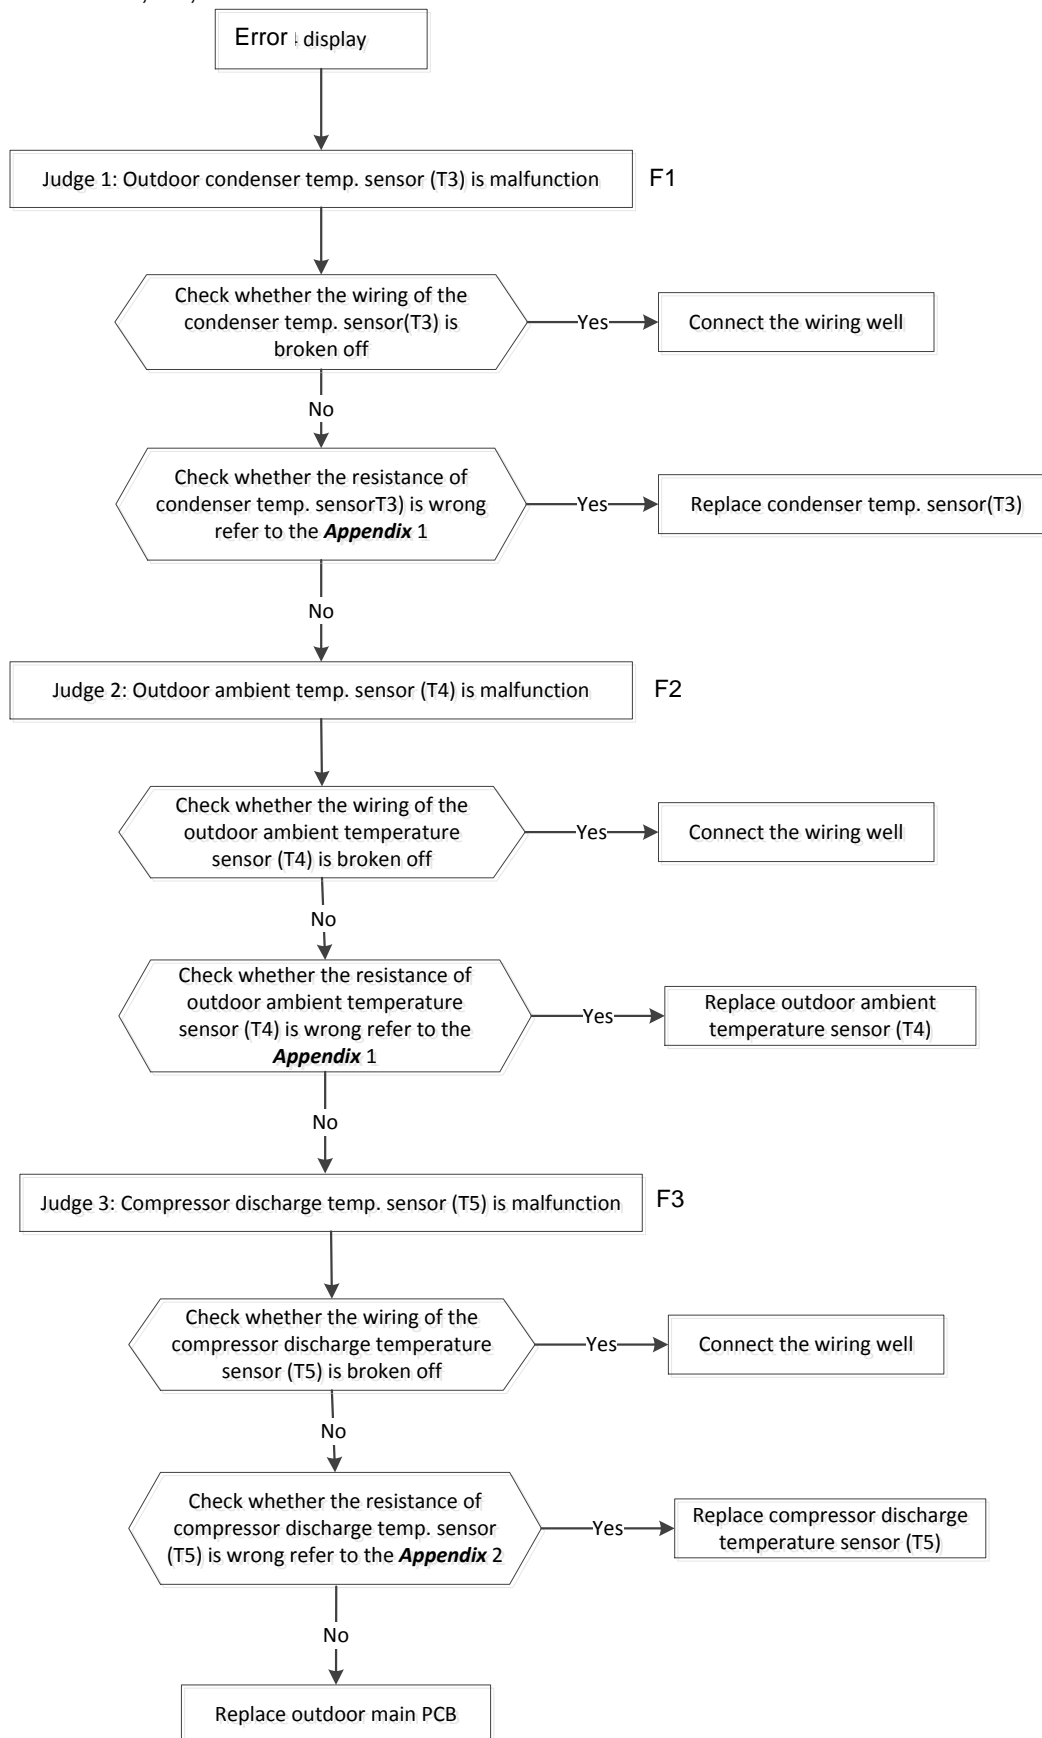 Error display
Judge 1: Outdoor condenser temp. sensor (T3) is malfunction
F1
Check whether the wiring of the
condenser temp. sensor(T3) is
broken off
Yes
Connect the wiring well
No
Check whether the resistance of
condenser temp. sensorT3) is wrong
refer to the Appendix 1
Yes
Replace condenser temp. sensor(T3)
No
Judge 2: Outdoor ambient temp. sensor (T4) is malfunction
F2
Check whether the wiring of the
outdoor ambient temperature
sensor (T4) is broken off
Yes
Connect the wiring well
No
Check whether the resistance of
outdoor ambient temperature
sensor (T4) is wrong refer to the
Appendix 1
Yes
Replace outdoor ambient
temperature sensor (T4)
No
Judge 3: Compressor discharge temp. sensor (T5) is malfunction
F3
Check whether the wiring of the
compressor discharge temperature
sensor (T5) is broken off
Yes
Connect the wiring well
No
Check whether the resistance of
compressor discharge temp. sensor
(T5) is wrong refer to the Appendix 2
Yes
Replace compressor discharge
temperature sensor (T5)
No
Replace outdoor main PCB